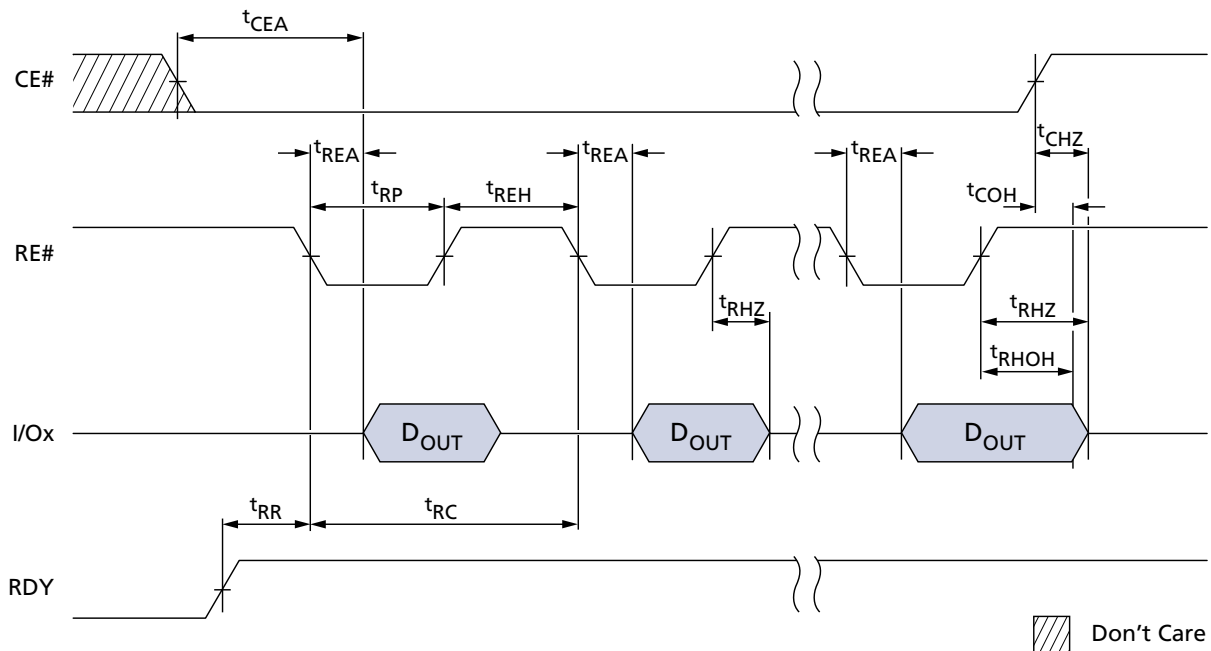 tCEA
CE#
tCHZ
tREA tREA tREA
tRP tREH tCOH
RE#
tRHZ tRHZ
tRHOH
I/Ox DOUT DOUT DOUT
tRR tRC
RDY
Don't Care